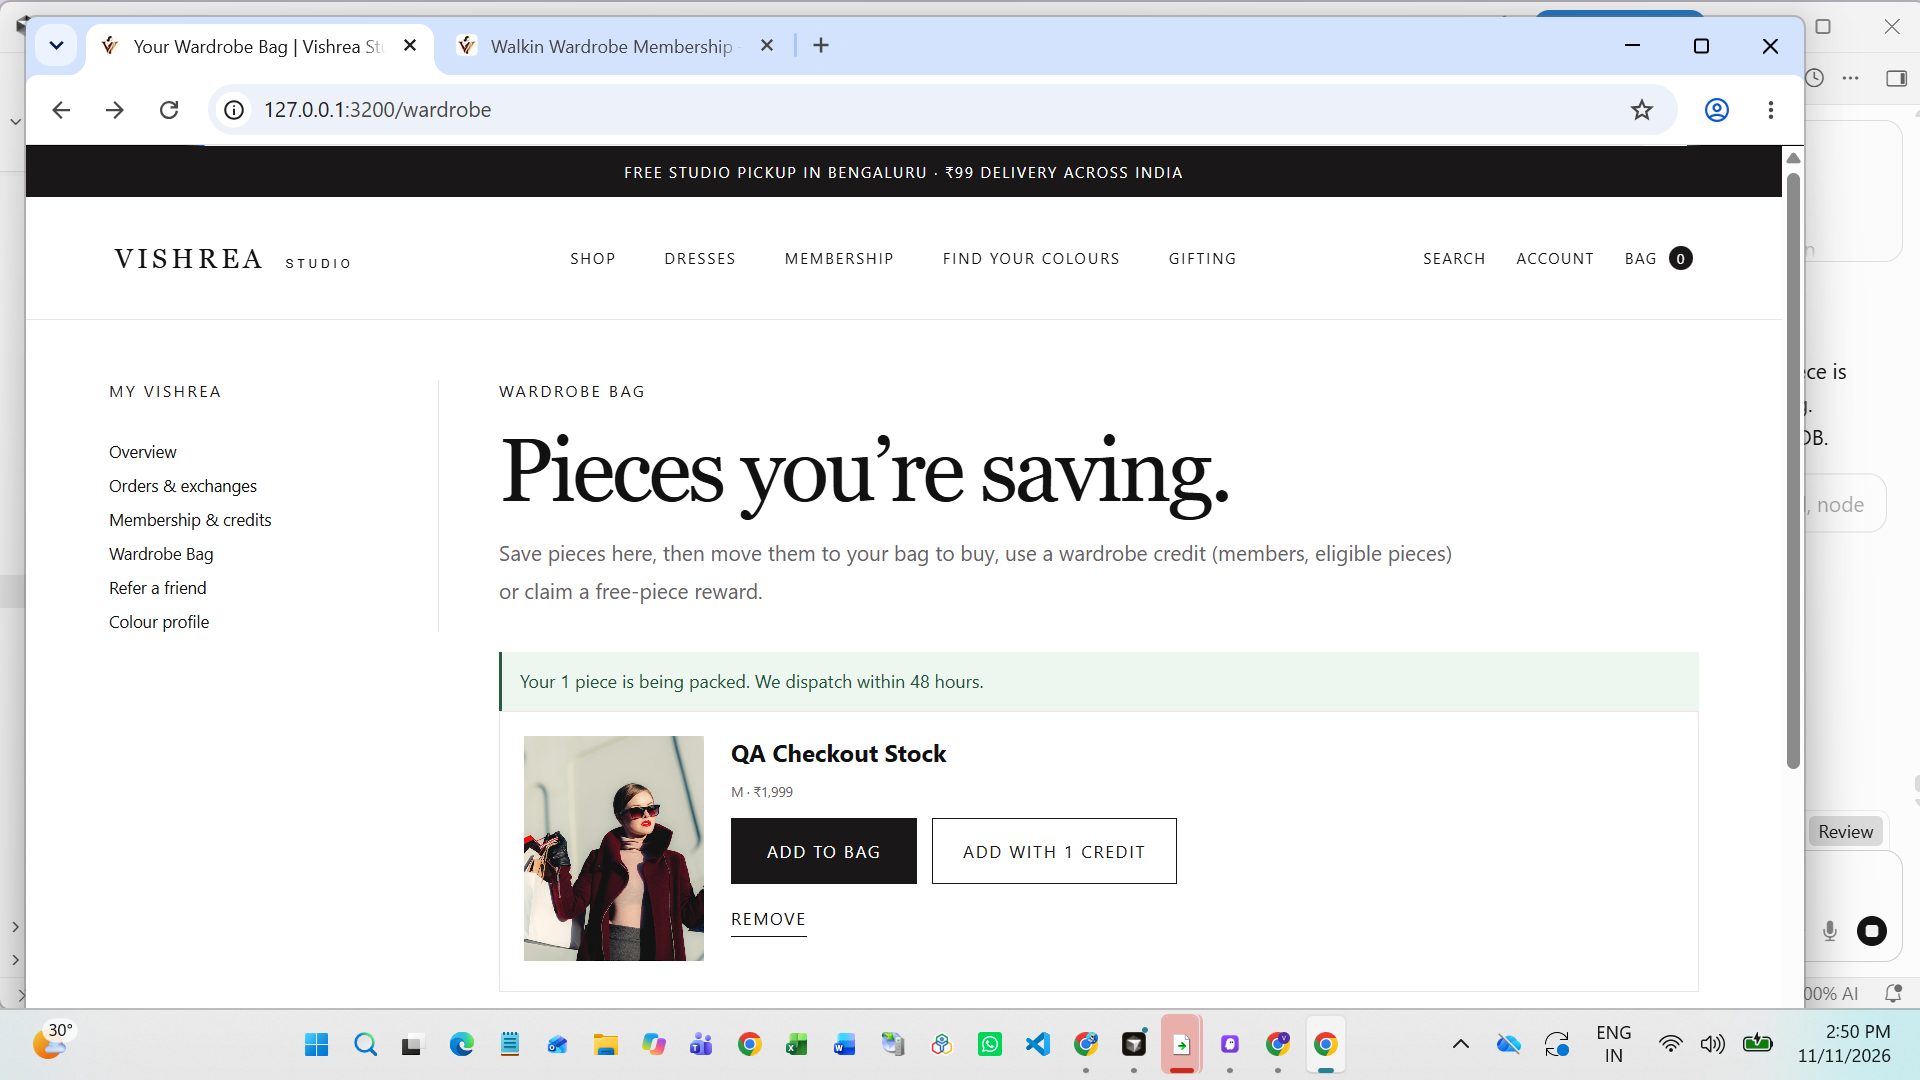 Your Wardrobe Bag | Vishrea St
Walkin Wardrobe Membership
127.0.0.1:3200/wardrobe
FREE STUDIO PICKUP IN BENGALURU · ₹99 DELIVERY ACROSS INDIA
VISHREA STUDIO
SHOP DRESSES MEMBERSHIP FIND YOUR COLOURS GIFTING
SEARCH ACCOUNT BAG 0
MY VISHREA
Overview
Orders & exchanges
Membership & credits
Wardrobe Bag
Refer a friend
Colour profile
WARDROBE BAG
Pieces you’re saving.
Save pieces here, then move them to your bag to buy, use a wardrobe credit (members, eligible pieces)
or claim a free-piece reward.
Your 1 piece is being packed. We dispatch within 48 hours.
QA Checkout Stock
M · ₹1,999
ADD TO BAG
ADD WITH 1 CREDIT
REMOVE
is
DB.
, node
Review
00% AI
30°
ENG
IN
2:50 PM
11/11/2026